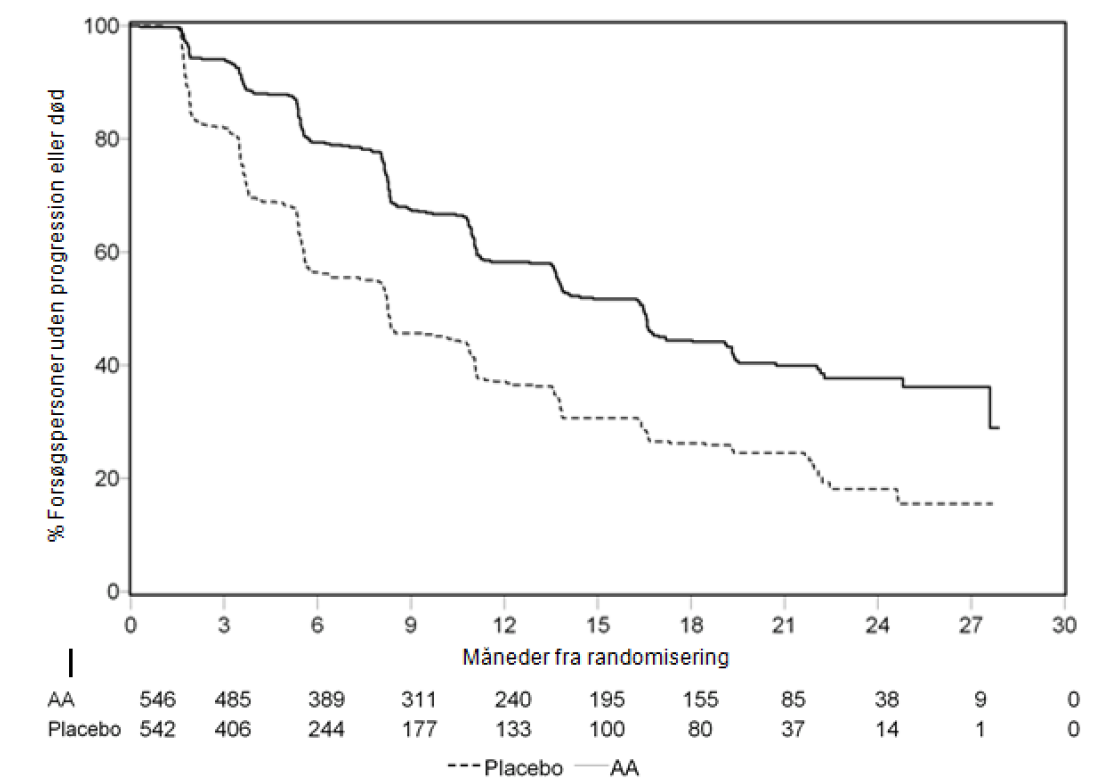 % Forsøgspersoner uden progression eller død
100
80
60
40
20
0
0 3 6 9 12 15 18 21 24 27 30
Måneder fra randomisering
AA 546 485 389 311 240 195 155 85 38 9 0
Placebo 542 406 244 177 133 100 80 37 14 1 0
Placebo AA